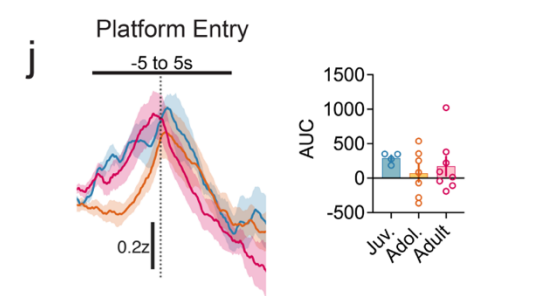 j
Platform Entry
-5 to 5s
0.2z
AUC
1500
1000
500
0
-500
Juv.
Adol.
Adult